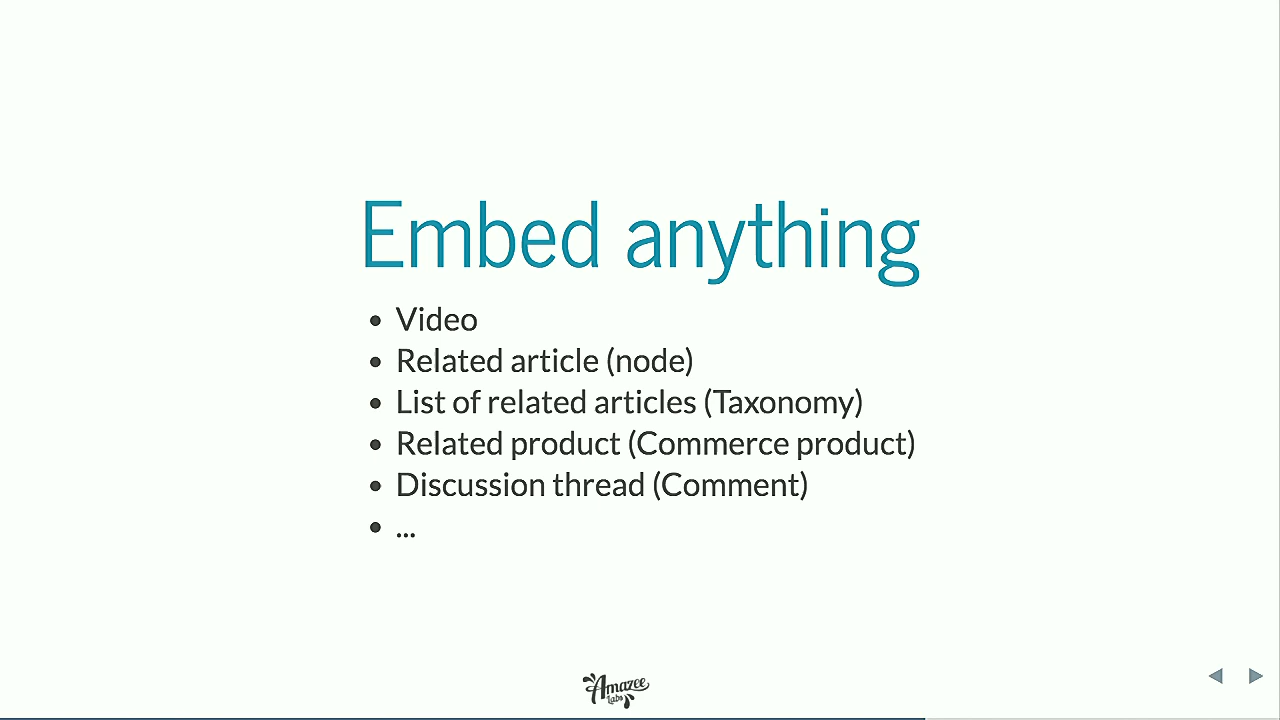 Embed anything
• Video
• Related article (node)
• List of related articles (Taxonomy)
• Related product (Commerce product)
• Discussion thread (Comment)
• ...
Amazee
Labs